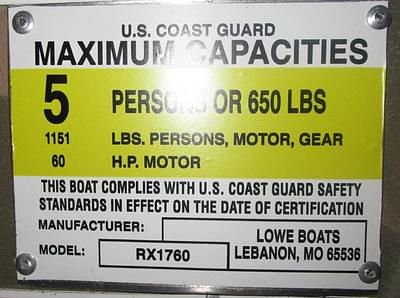 U.S. COAST GUARD
MAXIMUM CAPACITIES
5 PERSONS OR 650 LBS
1151 LBS. PERSONS, MOTOR, GEAR
60 H.P. MOTOR
THIS BOAT COMPLIES WITH U.S. COAST GUARD SAFETY
STANDARDS IN EFFECT ON THE DATE OF CERTIFICATION
MANUFACTURER: LOWE BOATS
MODEL: RX1760 LEBANON, MO 65536